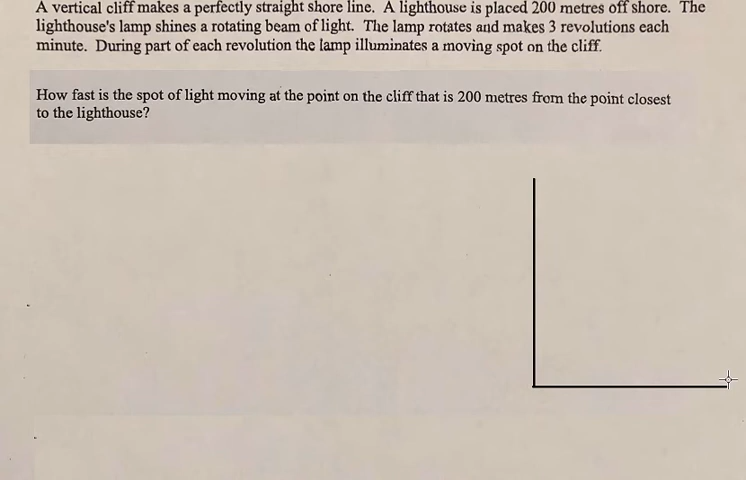 A vertical cliff makes a perfectly straight shore line. A lighthouse is placed 200 metres off shore. The
lighthouse's lamp shines a rotating beam of light. The lamp rotates and makes 3 revolutions each
minute. During part of each revolution the lamp illuminates a moving spot on the cliff.
How fast is the spot of light moving at the point on the cliff that is 200 metres from the point closest
to the lighthouse?